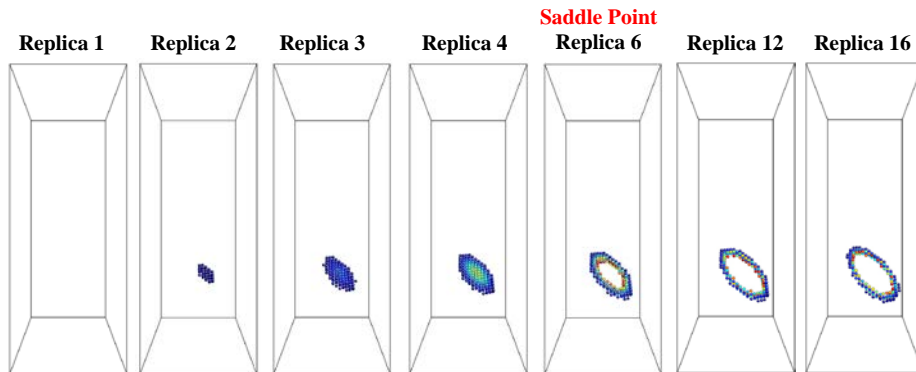 Saddle Point
Replica 1
Replica 2
Replica 3
Replica 4
Replica 6
Replica 12
Replica 16